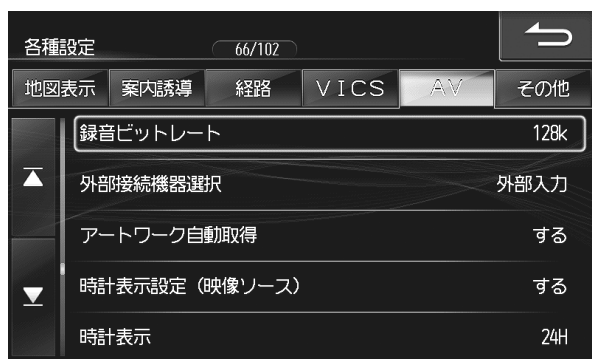 各種設定 66/102
地図表示 案内誘導 経路 VICS AV その他
録音ビットレート 128k
外部接続機器選択 外部入力
アートワーク自動取得 する
時計表示設定（映像ソース） する
時計表示 24H